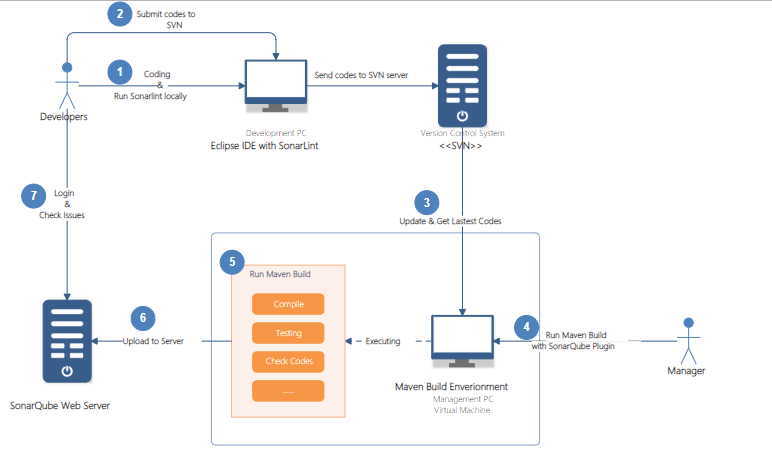 2
Submit codes to
SVN
1
Coding
&
Run Sonarlint locally
Send codes to SVN server
Developers
Development PC
Eclipse IDE with SonarLint
Version Control System
<<SVN>>
7
Login
&
Check Issues
3
Update & Get Lastest Codes
5
Run Maven Build
Compile
Testing
Check Codes
......
6
Upload to Server
Executing
4
Run Maven Build
with SonarQube Plugin
Manager
Maven Build Enverionment
Management PC
Virtual Machine
SonarQube Web Server